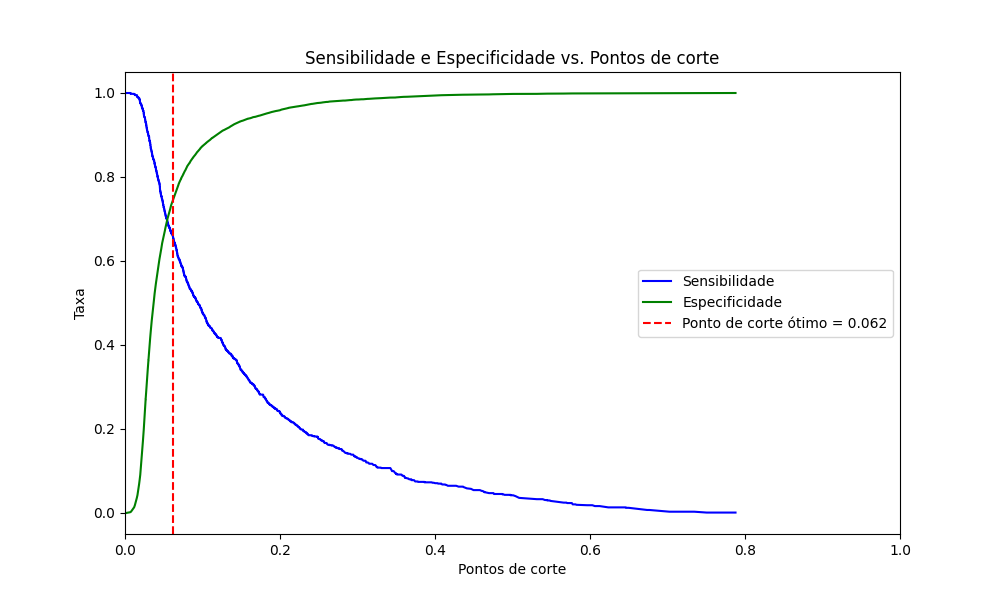 Sensibilidade e Especificidade vs. Pontos de corte
1.0
0.8
0.6
0.4
0.2
0.0
Taxa
Sensibilidade
Especificidade
Ponto de corte ótimo = 0.062
0.0 0.2 0.4 0.6 0.8 1.0
Pontos de corte